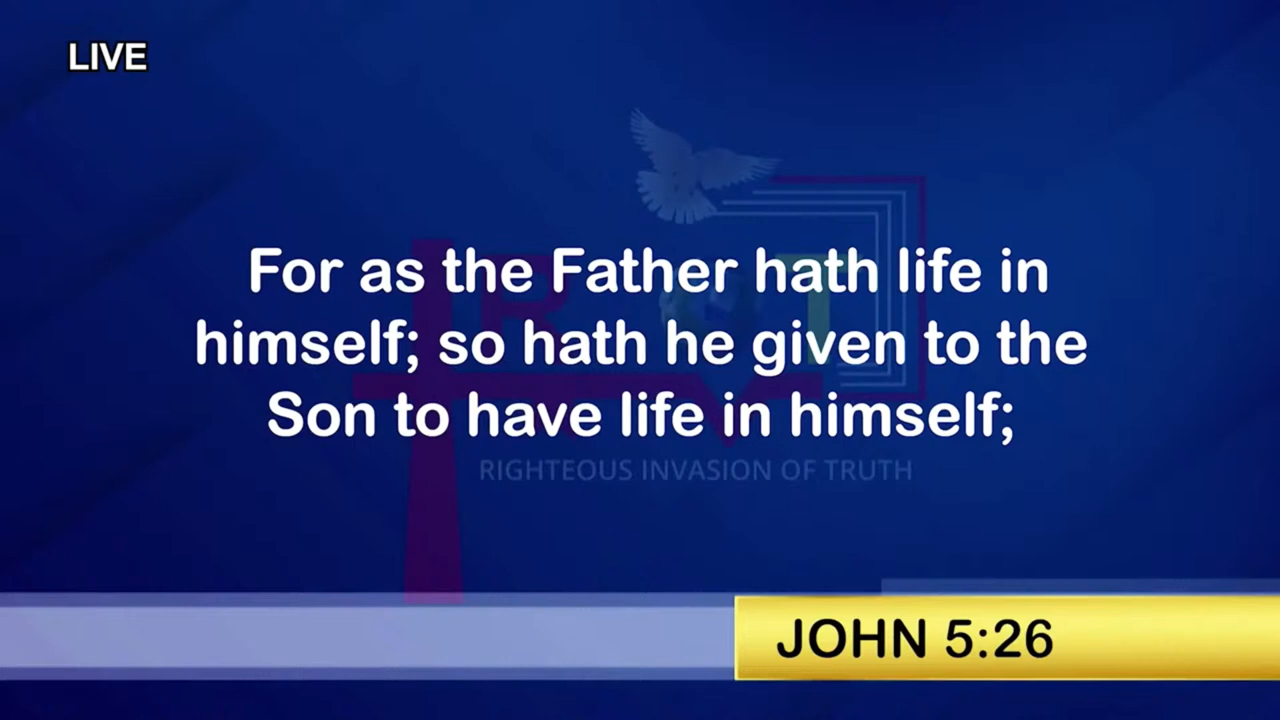 LIVE
For as the Father hath life in
himself; so hath he given to the
Son to have life in himself;
RIGHTEOUS INVASION OF TRUTH
JOHN 5:26